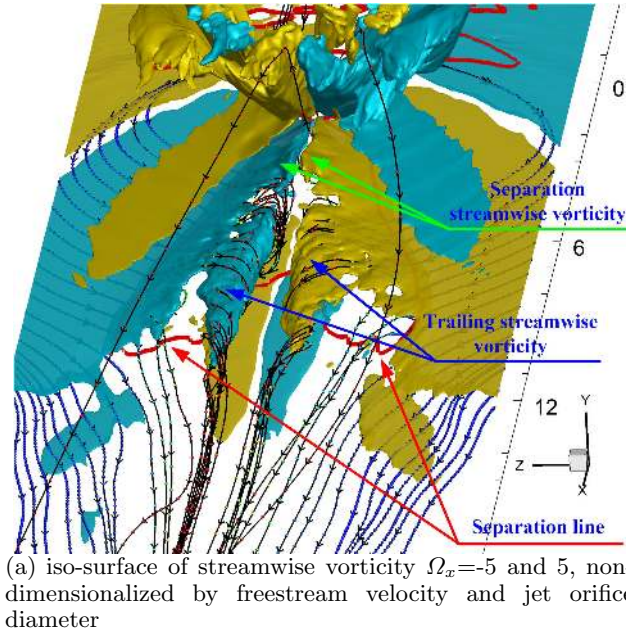 0
Separation
streamwise vorticity
6
Trailing streamwise
vorticity
12
Y
Z
X
Separation line
(a) iso-surface of streamwise vorticity Ωₓ=-5 and 5, non
dimensionalized by freestream velocity and jet orifice
diameter